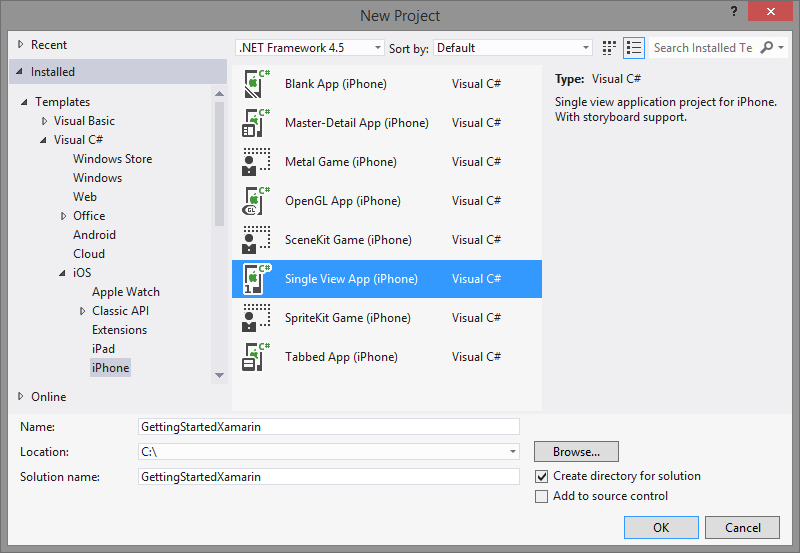 New Project
?
Recent
.NET Framework 4.5
Sort by:
Default
Search Installed Te
Installed
Templates
Visual Basic
Visual C#
Windows Store
Windows
Web
Office
Android
Cloud
iOS
Apple Watch
Classic API
Extensions
iPad
iPhone
Online
C# Blank App (iPhone) Visual C#
C# Master-Detail App (iPhone) Visual C#
Metal Game (iPhone) Visual C#
C# GL OpenGL App (iPhone) Visual C#
SceneKit Game (iPhone) Visual C#
C# 1 Single View App (iPhone) Visual C#
SpriteKit Game (iPhone) Visual C#
C# Tabbed App (iPhone) Visual C#
Type: Visual C#
Single view application project for iPhone.
With storyboard support.
Name: GettingStartedXamarin
Location: C:\ Browse...
Solution name: GettingStartedXamarin
Create directory for solution
Add to source control
OK Cancel